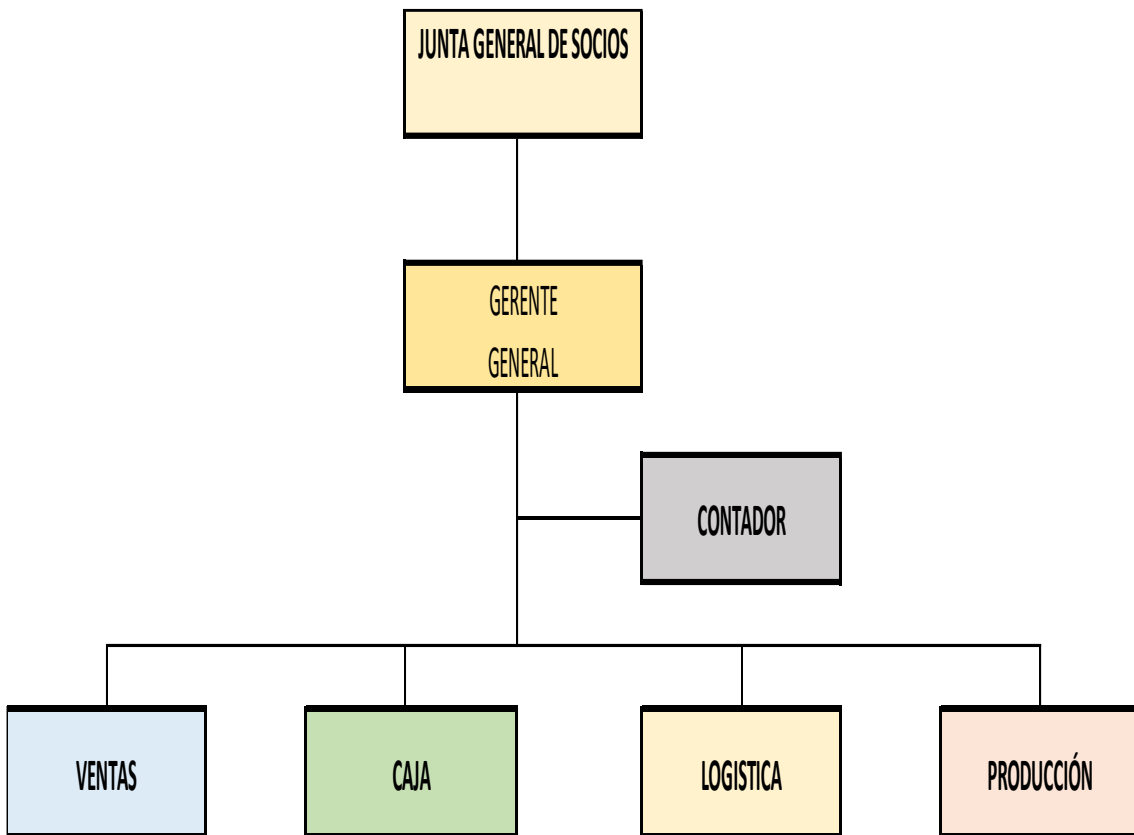 JUNTA GENERAL DE SOCIOS
GERENTE
GENERAL
CONTADOR
VENTAS
CAJA
LOGISTICA
PRODUCCIÓN